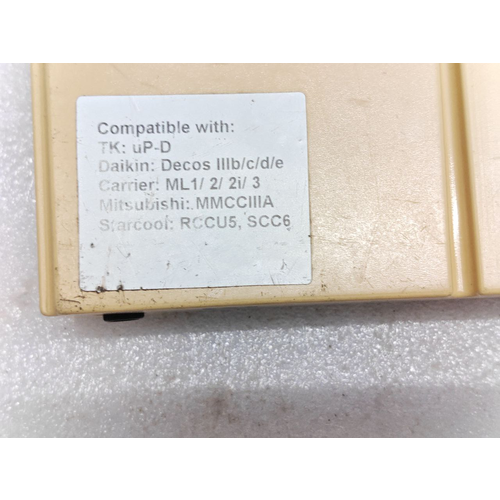 Compatible with:
TK: uP-D
Daikin: Decos IIIb/c/d/e
Carrier: ML1/ 2/ 2i/ 3
Mitsubishi: MMCCIIIA
Starcool: RCCU5, SCC6